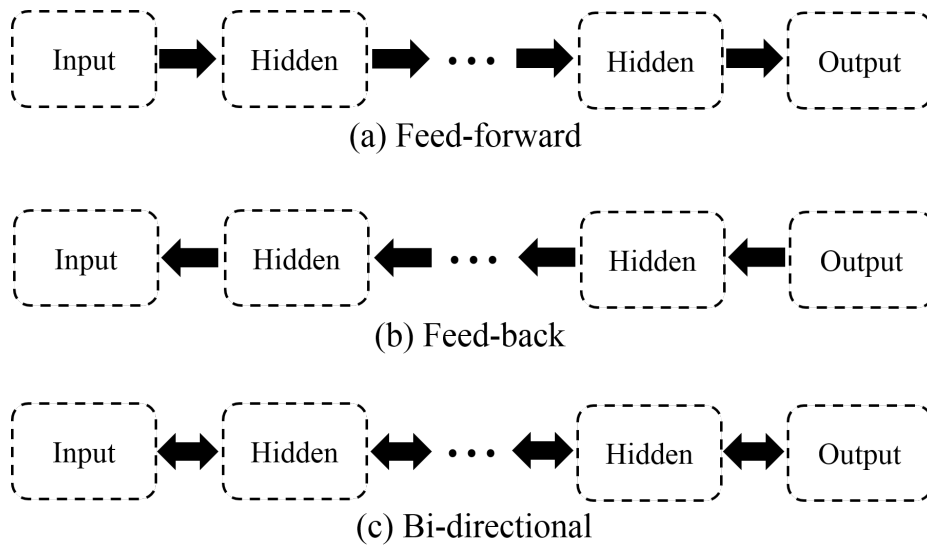 Input Hidden ... Hidden Output
(a) Feed-forward
Input Hidden ... Hidden Output
(b) Feed-back
Input Hidden ... Hidden Output
(c) Bi-directional